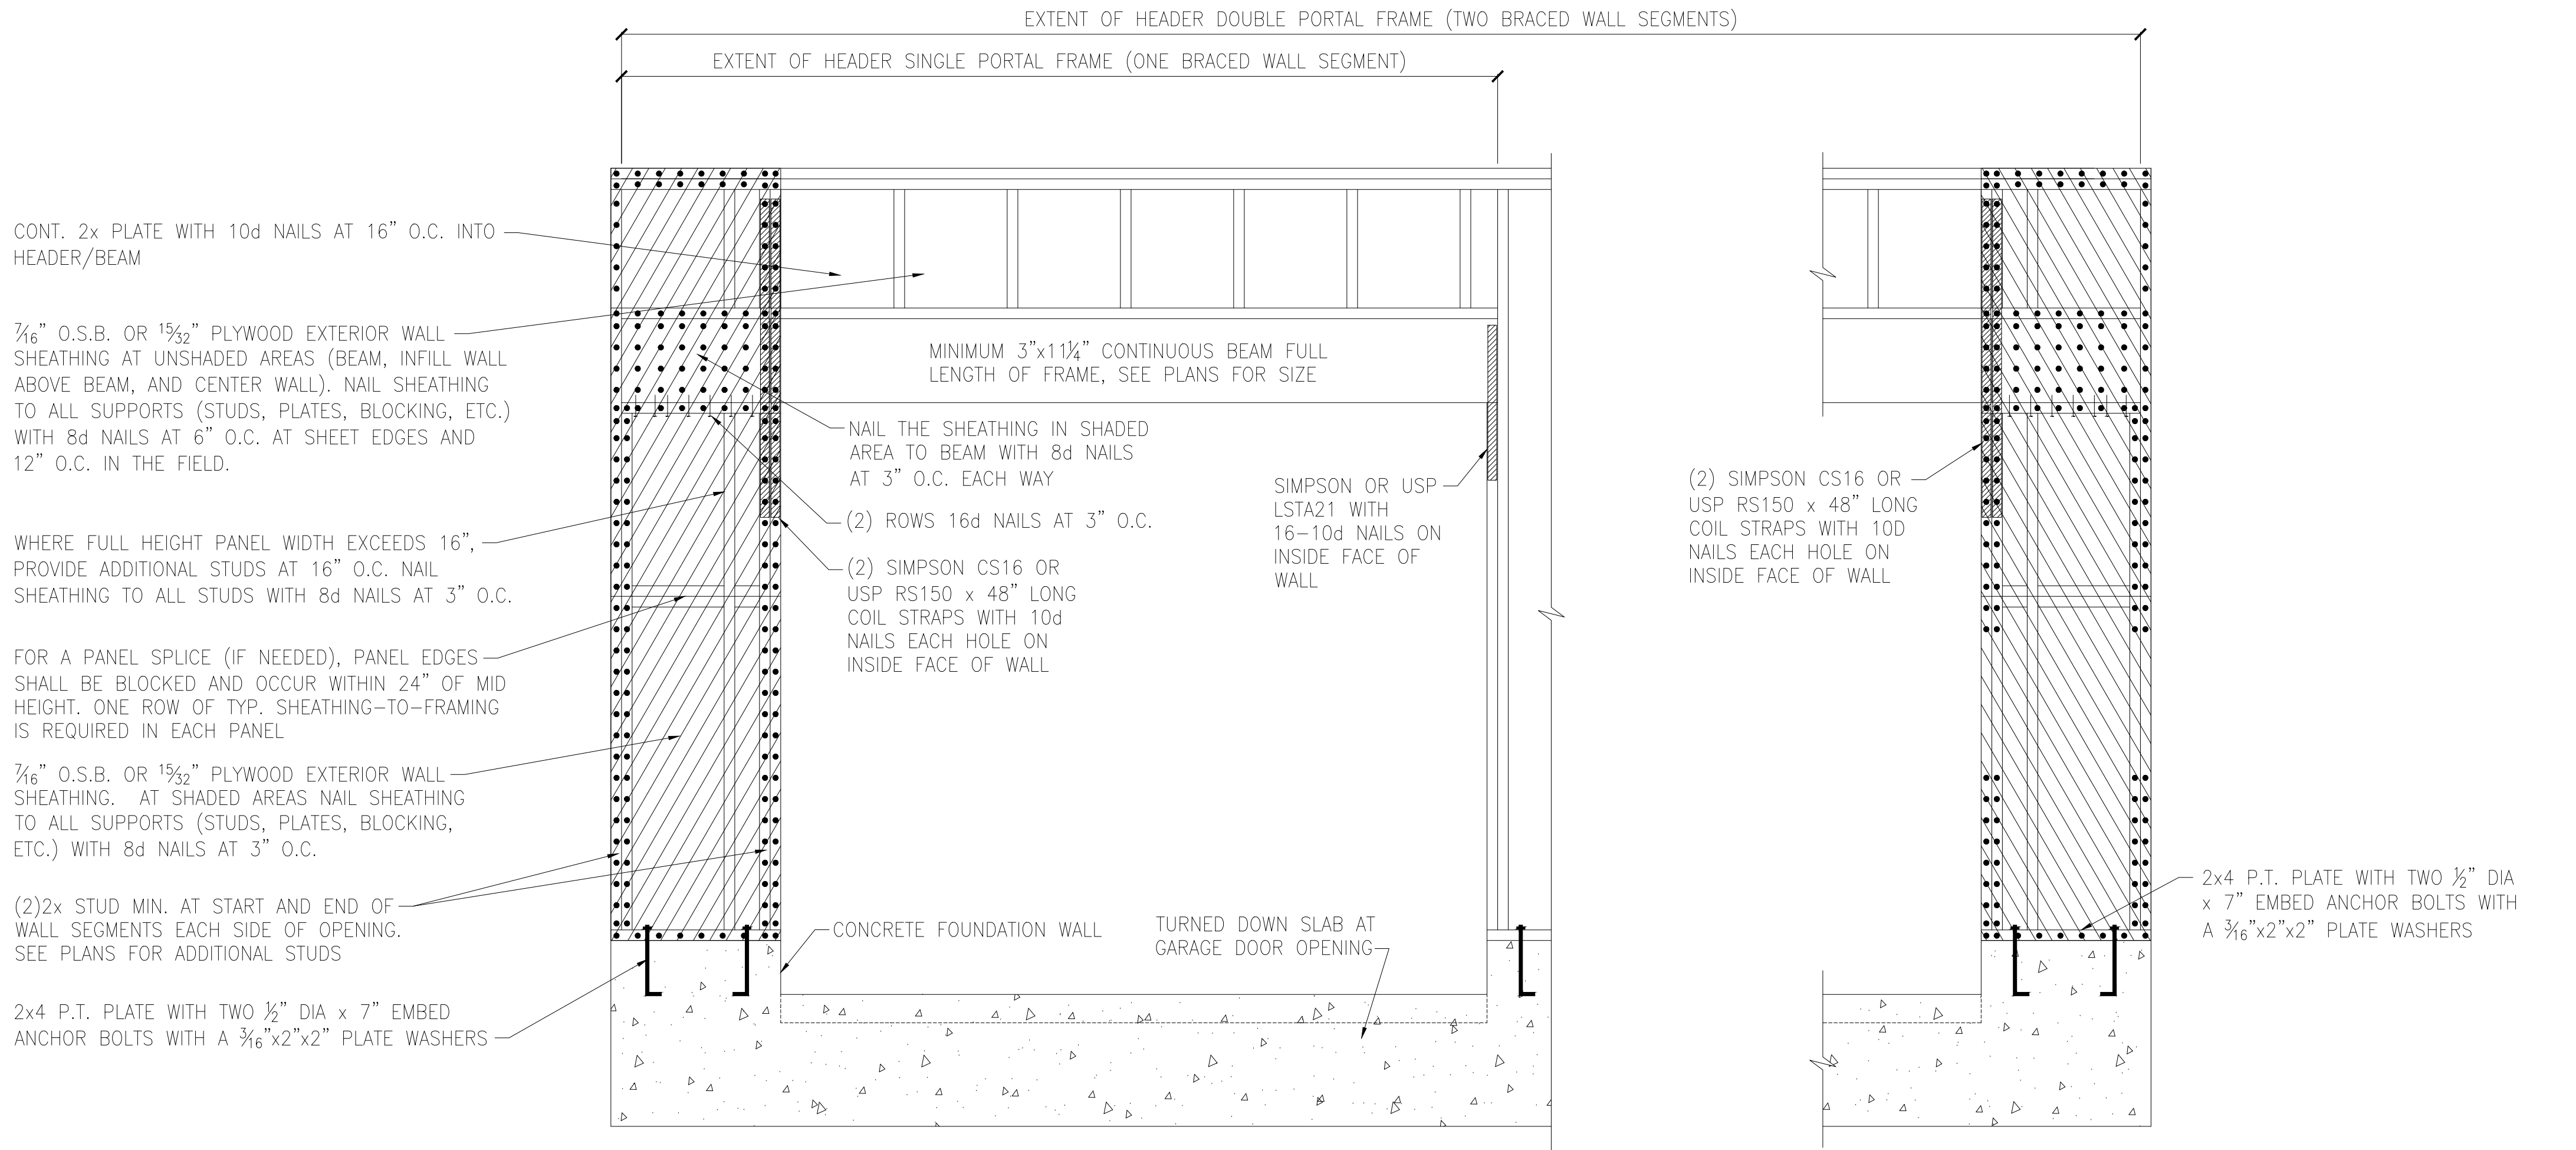 EXTENT OF HEADER DOUBLE PORTAL FRAME (TWO BRACED WALL SEGMENTS)
EXTENT OF HEADER SINGLE PORTAL FRAME (ONE BRACED WALL SEGMENT)
CONT. 2x PLATE WITH 10d NAILS AT 16" O.C. INTO
HEADER/BEAM
7/16" O.S.B. OR 15/32" PLYWOOD EXTERIOR WALL
SHEATHING AT UNSHADED AREAS (BEAM, INFILL WALL
ABOVE BEAM, AND CENTER WALL). NAIL SHEATHING
TO ALL SUPPORTS (STUDS, PLATES, BLOCKING, ETC.)
WITH 8d NAILS AT 6" O.C. AT SHEET EDGES AND
12" O.C. IN THE FIELD.
WHERE FULL HEIGHT PANEL WIDTH EXCEEDS 16",
PROVIDE ADDITIONAL STUDS AT 16" O.C. NAIL
SHEATHING TO ALL STUDS WITH 8d NAILS AT 3" O.C.
FOR A PANEL SPLICE (IF NEEDED), PANEL EDGES
SHALL BE BLOCKED AND OCCUR WITHIN 24" OF MID
HEIGHT. ONE ROW OF TYP. SHEATHING-TO-FRAMING
IS REQUIRED IN EACH PANEL
7/16" O.S.B. OR 15/32" PLYWOOD EXTERIOR WALL
SHEATHING. AT SHADED AREAS NAIL SHEATHING
TO ALL SUPPORTS (STUDS, PLATES, BLOCKING,
ETC.) WITH 8d NAILS AT 3" O.C.
(2)2x STUD MIN. AT START AND END OF
WALL SEGMENTS EACH SIDE OF OPENING.
SEE PLANS FOR ADDITIONAL STUDS
2x4 P.T. PLATE WITH TWO 1/2" DIA x 7" EMBED
ANCHOR BOLTS WITH A 3/16"x2"x2" PLATE WASHERS
MINIMUM 3"x11 1/4" CONTINUOUS BEAM FULL
LENGTH OF FRAME, SEE PLANS FOR SIZE
NAIL THE SHEATHING IN SHADED
AREA TO BEAM WITH 8d NAILS
AT 3" O.C. EACH WAY
(2) ROWS 16d NAILS AT 3" O.C.
(2) SIMPSON CS16 OR
USP RS150 x 48" LONG
COIL STRAPS WITH 10d
NAILS EACH HOLE ON
INSIDE FACE OF WALL
SIMPSON OR USP
LSTA21 WITH
16-10d NAILS ON
INSIDE FACE OF
WALL
CONCRETE FOUNDATION WALL
TURNED DOWN SLAB AT
GARAGE DOOR OPENING
(2) SIMPSON CS16 OR
USP RS150 x 48" LONG
COIL STRAPS WITH 10D
NAILS EACH HOLE ON
INSIDE FACE OF WALL
2x4 P.T. PLATE WITH TWO 1/2" DIA
x 7" EMBED ANCHOR BOLTS WITH
A 3/16"x2"x2" PLATE WASHERS